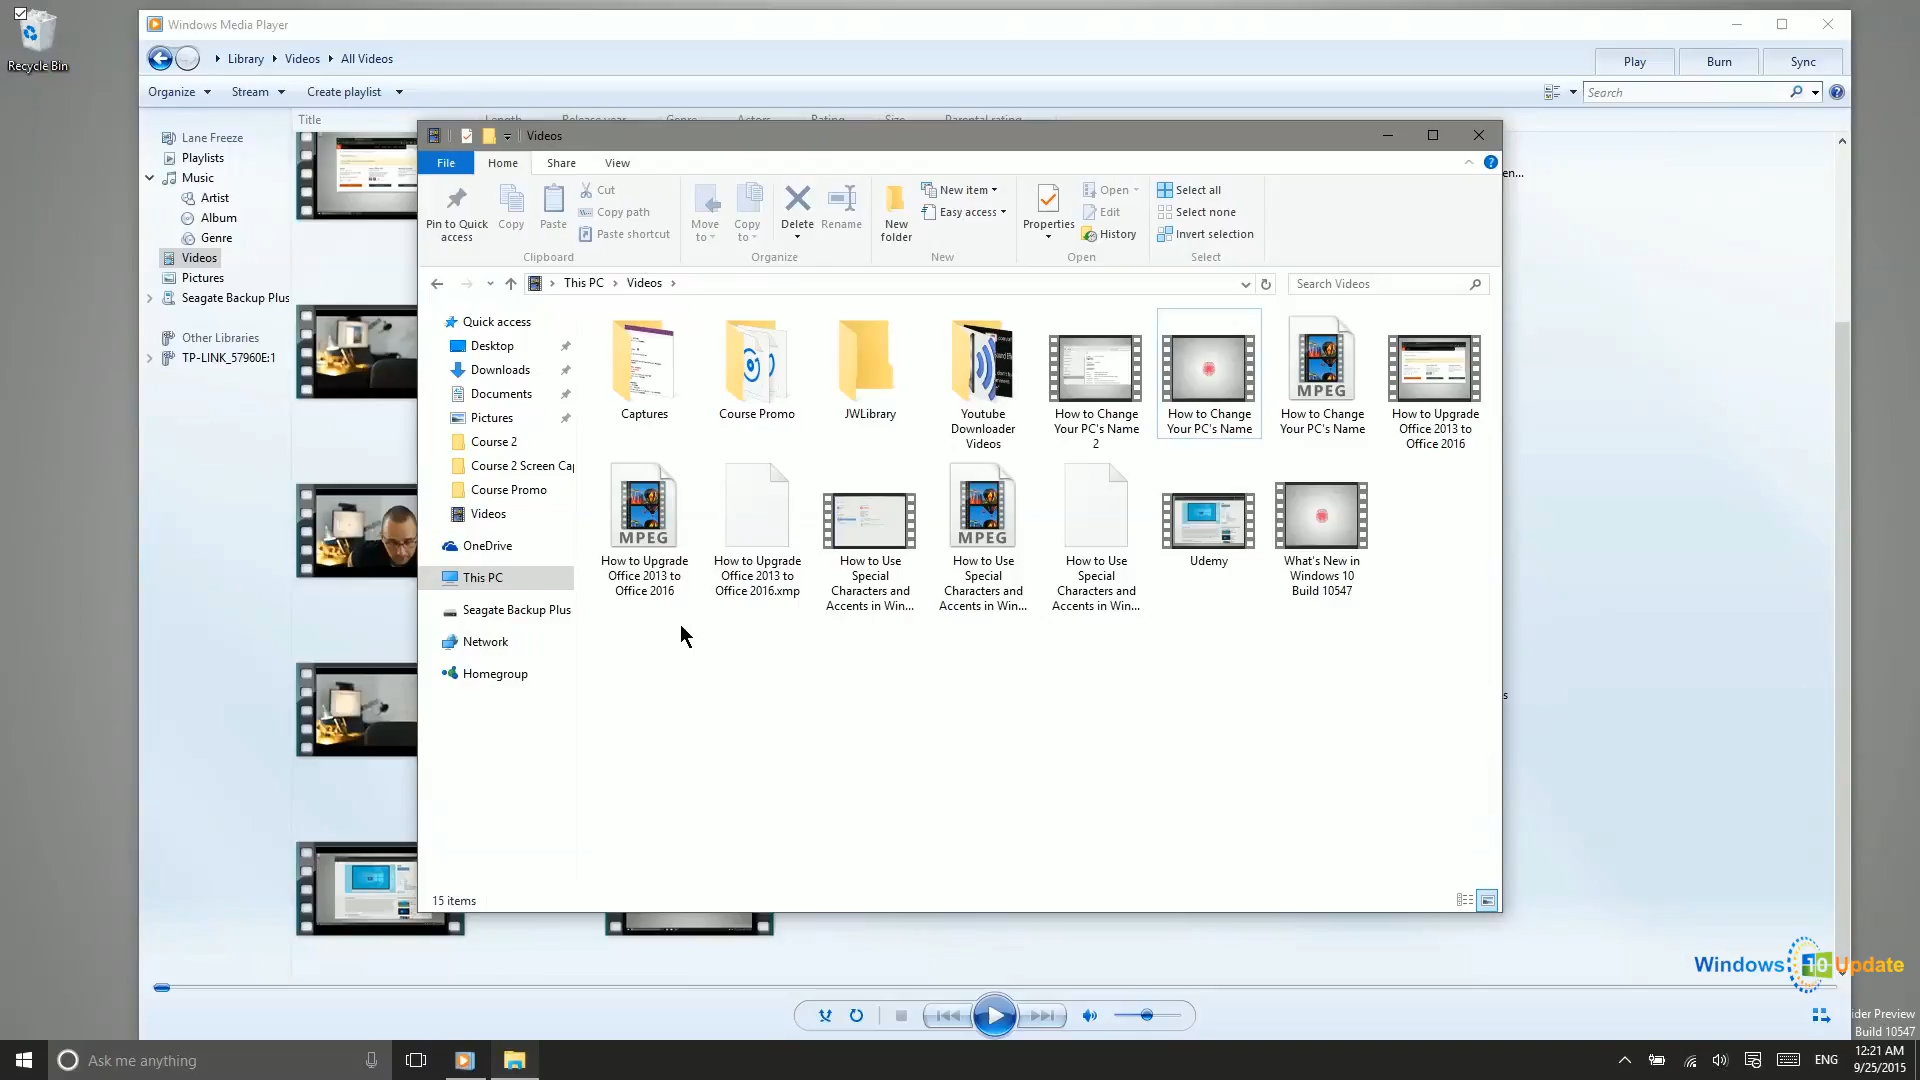 Recycle Bin
Windows Media Player
Library
Videos
All Videos
Play
Burn
Sync
Organize
Stream
Create playlist
Search
Title
Length
Release year
Genre
Actors
Rating
Size
Parental rating
Lane Freeze
Playlists
Music
Artist
Album
Genre
Videos
Pictures
Seagate Backup Plus
Other Libraries
TP-LINK_57960E:1
en...
s
Videos
File
Home
Share
View
Pin to Quick
access
Copy
Paste
Cut
Copy path
Paste shortcut
Clipboard
Move
to
Copy
to
Delete
Rename
Organize
New
folder
New item
Easy access
New
Properties
Open
Edit
History
Open
Select all
Select none
Invert selection
Select
This PC
Videos
Search Videos
Quick access
Desktop
Downloads
Documents
Pictures
Course 2
Course 2 Screen Cap
Course Promo
Videos
OneDrive
This PC
Seagate Backup Plus
Network
Homegroup
Captures
Course Promo
JWLibrary
Youtube
Downloader
Videos
How to Change
Your PC's Name
2
How to Change
Your PC's Name
MPEG
How to Change
Your PC's Name
How to Upgrade
Office 2013 to
Office 2016
MPEG
How to Upgrade
Office 2013 to
Office 2016
How to Upgrade
Office 2013 to
Office 2016.xmp
How to Use
Special
Characters and
Accents in Win...
MPEG
How to Use
Special
Characters and
Accents in Win...
How to Use
Special
Characters and
Accents in Win...
Udemy
What's New in
Windows 10
Build 10547
15 items
Windows 10 Update
ider Preview
Build 10547
Ask me anything
ENG
12:21 AM
9/25/2015